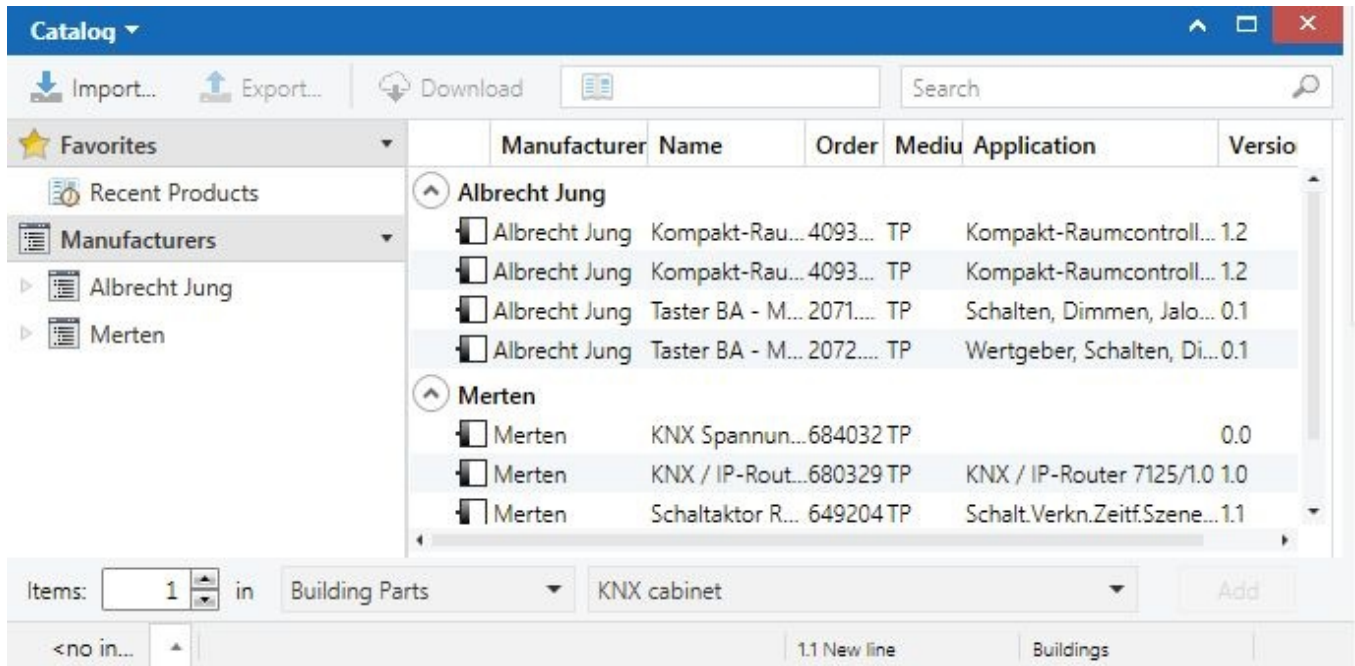 Catalog
Import... Export... Download Search
Favorites
Recent Products
Manufacturers
Albrecht Jung
Merten
Manufacturer Name Order Mediu Application Versio
Albrecht Jung
Albrecht Jung Kompakt-Rau... 4093... TP Kompakt-Raumcontroll... 1.2
Albrecht Jung Kompakt-Rau... 4093... TP Kompakt-Raumcontroll... 1.2
Albrecht Jung Taster BA - M... 2071.... TP Schalten, Dimmen, Jalo... 0.1
Albrecht Jung Taster BA - M... 2072.... TP Wertgeber, Schalten, Di... 0.1
Merten
Merten KNX Spannun... 684032 TP 0.0
Merten KNX / IP-Rout... 680329 TP KNX / IP-Router 7125/1.0 1.0
Merten Schaltaktor R... 649204 TP Schalt.Verkn.Zeitf.Szene... 1.1
Items: 1 in Building Parts KNX cabinet Add
<no in... 1.1 New line Buildings